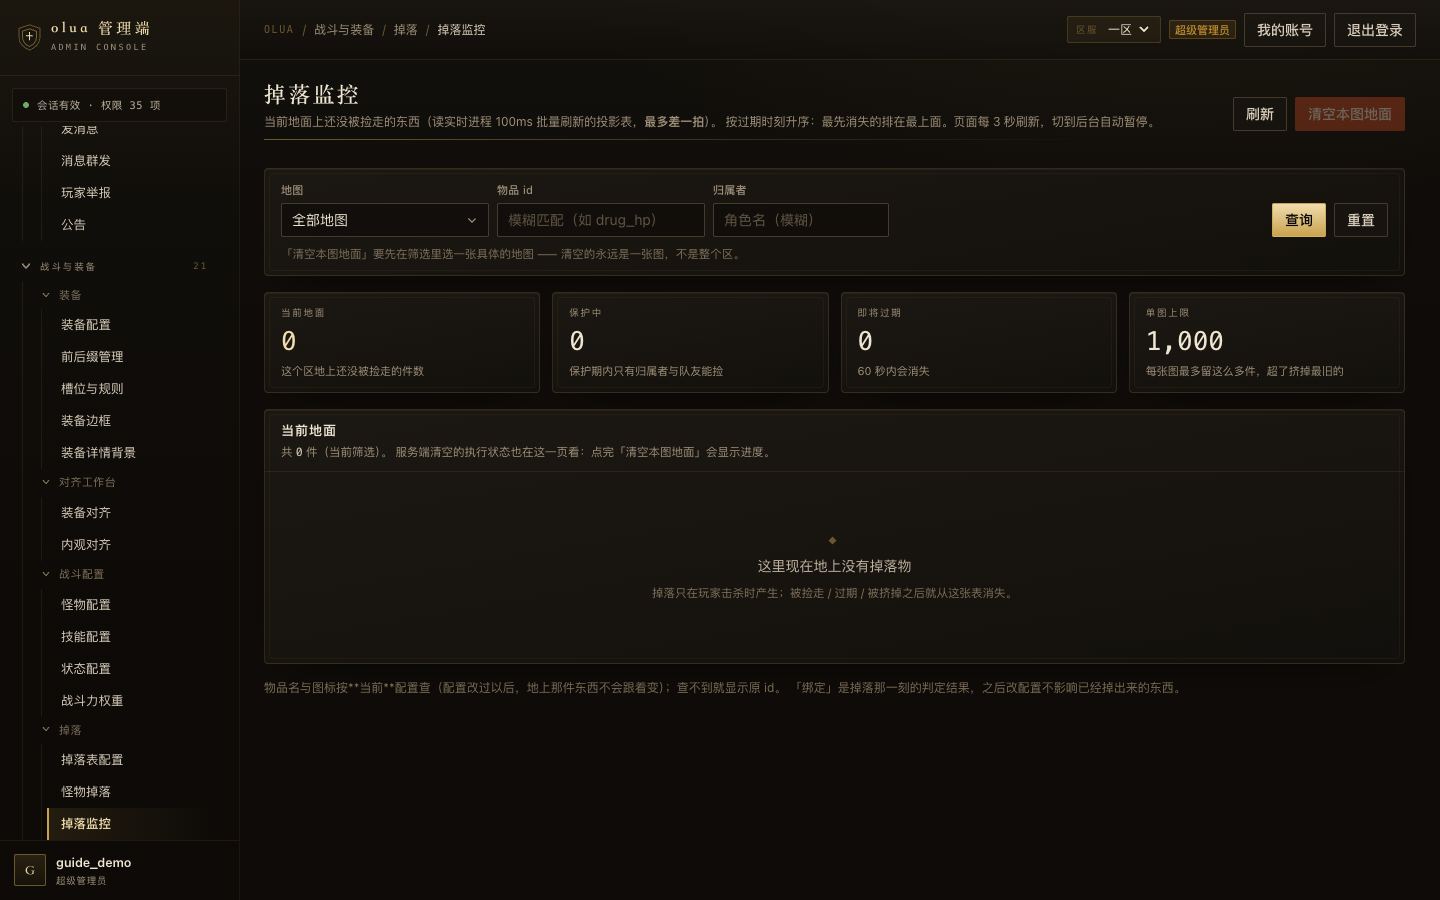 olua 管理端
ADMIN CONSOLE
会话有效 · 权限 35 项
发消息
消息群发
玩家举报
公告
战斗与装备 21
装备
装备配置
前后缀管理
槽位与规则
装备边框
装备详情背景
对齐工作台
装备对齐
内观对齐
战斗配置
怪物配置
技能配置
状态配置
战斗力权重
掉落
掉落表配置
怪物掉落
掉落监控
G
guide_demo
超级管理员
OLUA / 战斗与装备 / 掉落 / 掉落监控
区服 一区
超级管理员
我的账号
退出登录
掉落监控
当前地面上还没被捡走的东西（读实时进程 100ms 批量刷新的投影表，最多差一拍）。按过期时刻升序：最先消失的排在最上面。页面每 3 秒刷新，切到后台自动暂停。
刷新
清空本图地面
地图
物品 id
归属者
全部地图
模糊匹配（如 drug_hp）
角色名（模糊）
查询
重置
「清空本图地面」要先在筛选里选一张具体的地图 —— 清空的永远是一张图，不是整个区。
当前地面
0
这个区地上还没被捡走的件数
保护中
0
保护期内只有归属者与队友能捡
即将过期
0
60 秒内会消失
单图上限
1,000
每张图最多留这么多件，超了挤掉最旧的
当前地面
共 0 件（当前筛选）。服务端清空的执行状态也在这一页看：点完「清空本图地面」会显示进度。
这里现在地上没有掉落物
掉落只在玩家击杀时产生；被捡走 / 过期 / 被挤掉之后就从这张表消失。
物品名与图标按**当前**配置查（配置改过以后，地上那件东西不会跟着变）；查不到就显示原 id。「绑定」是掉落那一刻的判定结果，之后改配置不影响已经掉出来的东西。